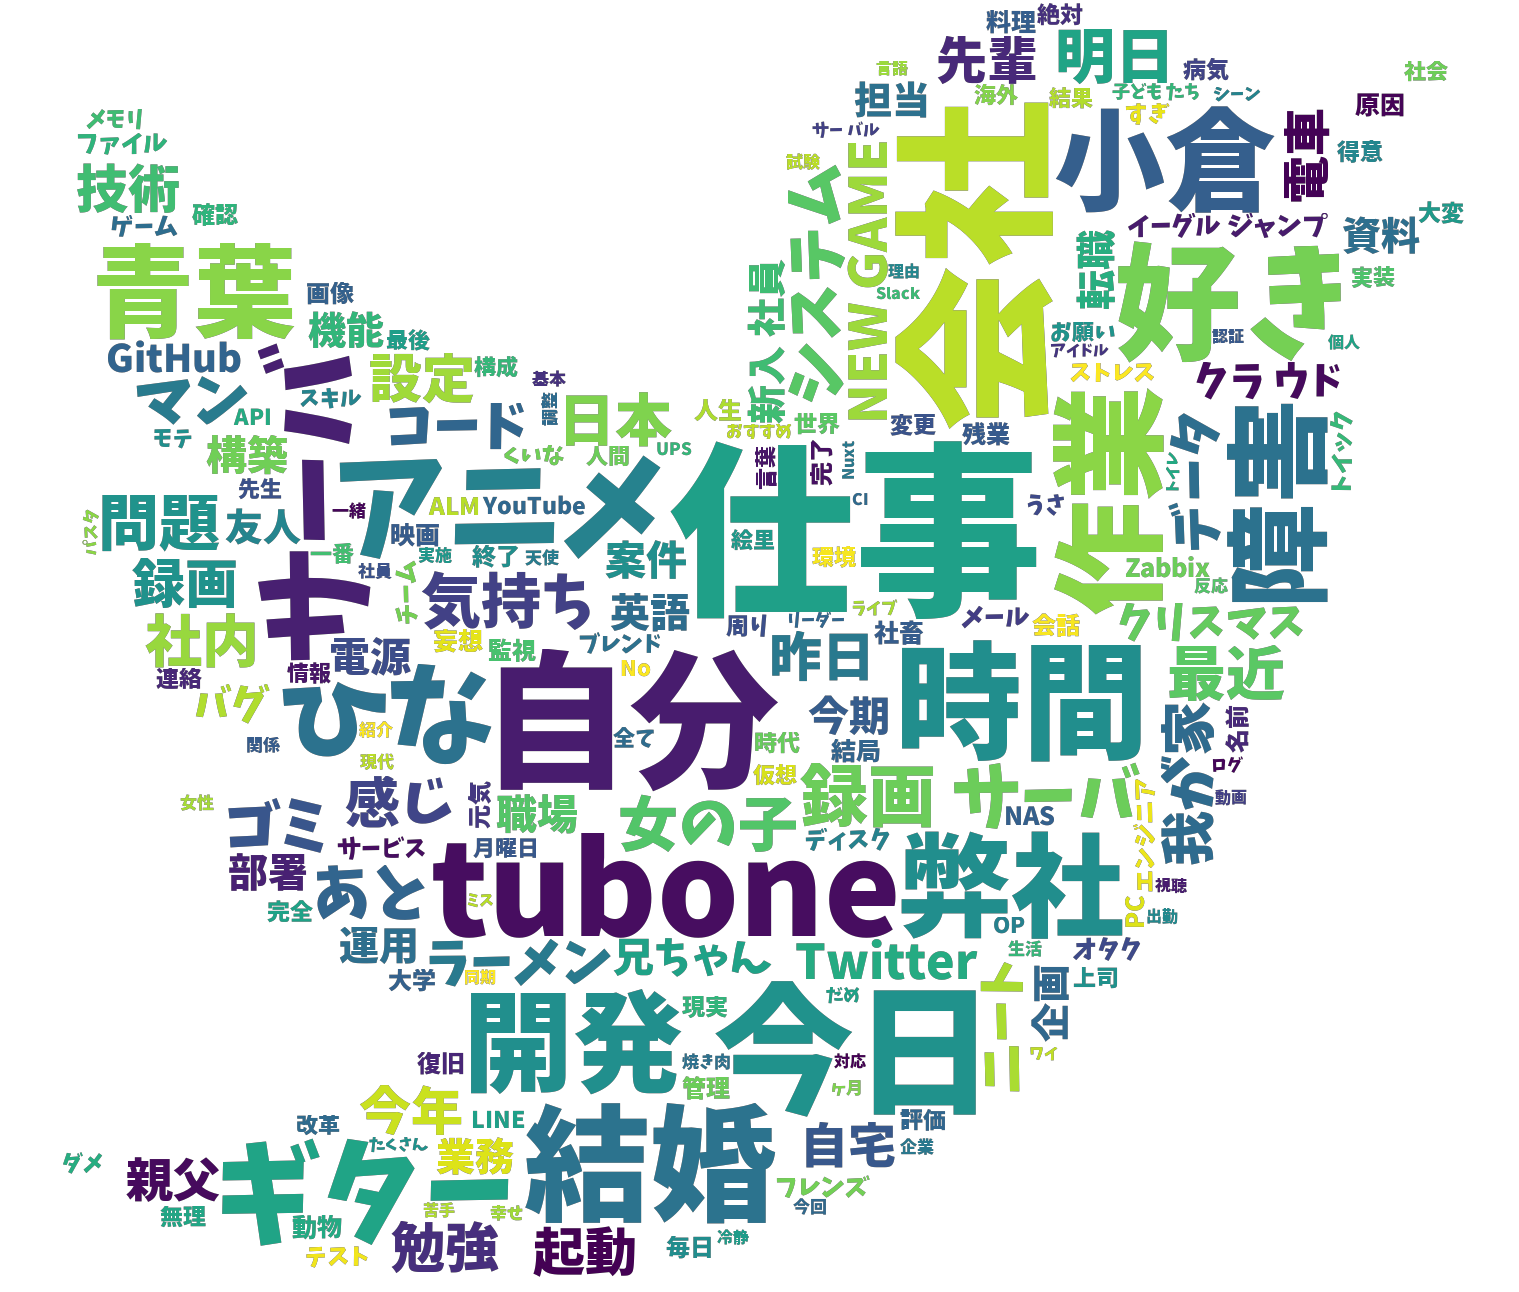 料理
絶対
先輩
明日
言語
病気
社会
担当
海外
結果
子どもたち
シーン
原因
メモリ
ファイル
サーバル
すぎ
会社
小倉
電車
得意
試験
技術
ゲーム
確認
システム
NEW GAME
イーグルジャンプ
資料
大変
青葉
画像
機能
最後
新入社員
理由
Slack
転職
好き
実装
お願い
アイドル
認証
個人
GitHub
設定
構成
基本
調整
ストレス
クラウド
マン
スキル
API
モテ
コード
日本
人生
おすすめ
世界
変更
残業
作業
データ
トイレ
障害
トイック
構築
くいな
人間
UPS
言葉
完了
Nuxt
先生
一緒
サーバー
アニメ
ALM
YouTube
仕事
CI
うさ
パスタ
問題
友人
映画
一番
実施
終了
天使
案件
絵里
環境
Zabbix
反応
録画
社員
チーム
気持ち
英語
周り
リーダー
ライブ
メール
会話
クリスマス
社内
電源
妄想
監視
ブレンド
昨日
社畜
連絡
情報
No
最近
バグ
ひな
自分
今期
時間
関係
紹介
全て
時代
結局
我が家
名前
現代
仮想
ログ
女性
ゴミ
感じ
元気
職場
女の子
録画
サーバ
NAS
エンジニア
動画
サービス
月曜日
ディスク
部署
あと
tubone
弊社
視聴
完全
ミス
OP
PC
出勤
運用
ラーメン
兄ちゃん
Twitter
生活
オタク
大学
同期
ニート
企画
上司
開発
現実
今日
だめ
復旧
焼き肉
対応
ワイ
管理
ヶ月
今年
LINE
結婚
改革
評価
たくさん
業務
自宅
企業
ダメ
親父
ギター
フレンズ
無理
動物
苦手
幸せ
今回
テスト
勉強
起動
毎日
冷静